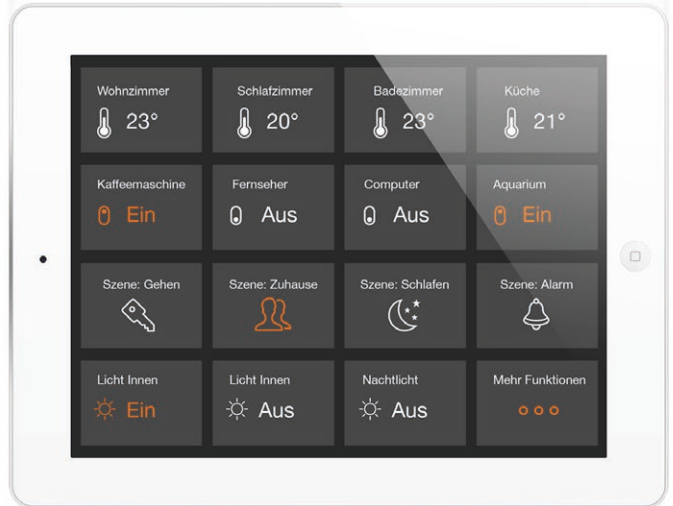 Wohnzimmer Schlafzimmer Badezimmer Küche
23° 20° 23° 21°
Kaffeemaschine Fernseher Computer Aquarium
Ein Aus Aus Ein
Szene: Gehen Szene: Zuhause Szene: Schlafen Szene: Alarm
Licht Innen Licht Innen Nachtlicht Mehr Funktionen
Ein Aus Aus